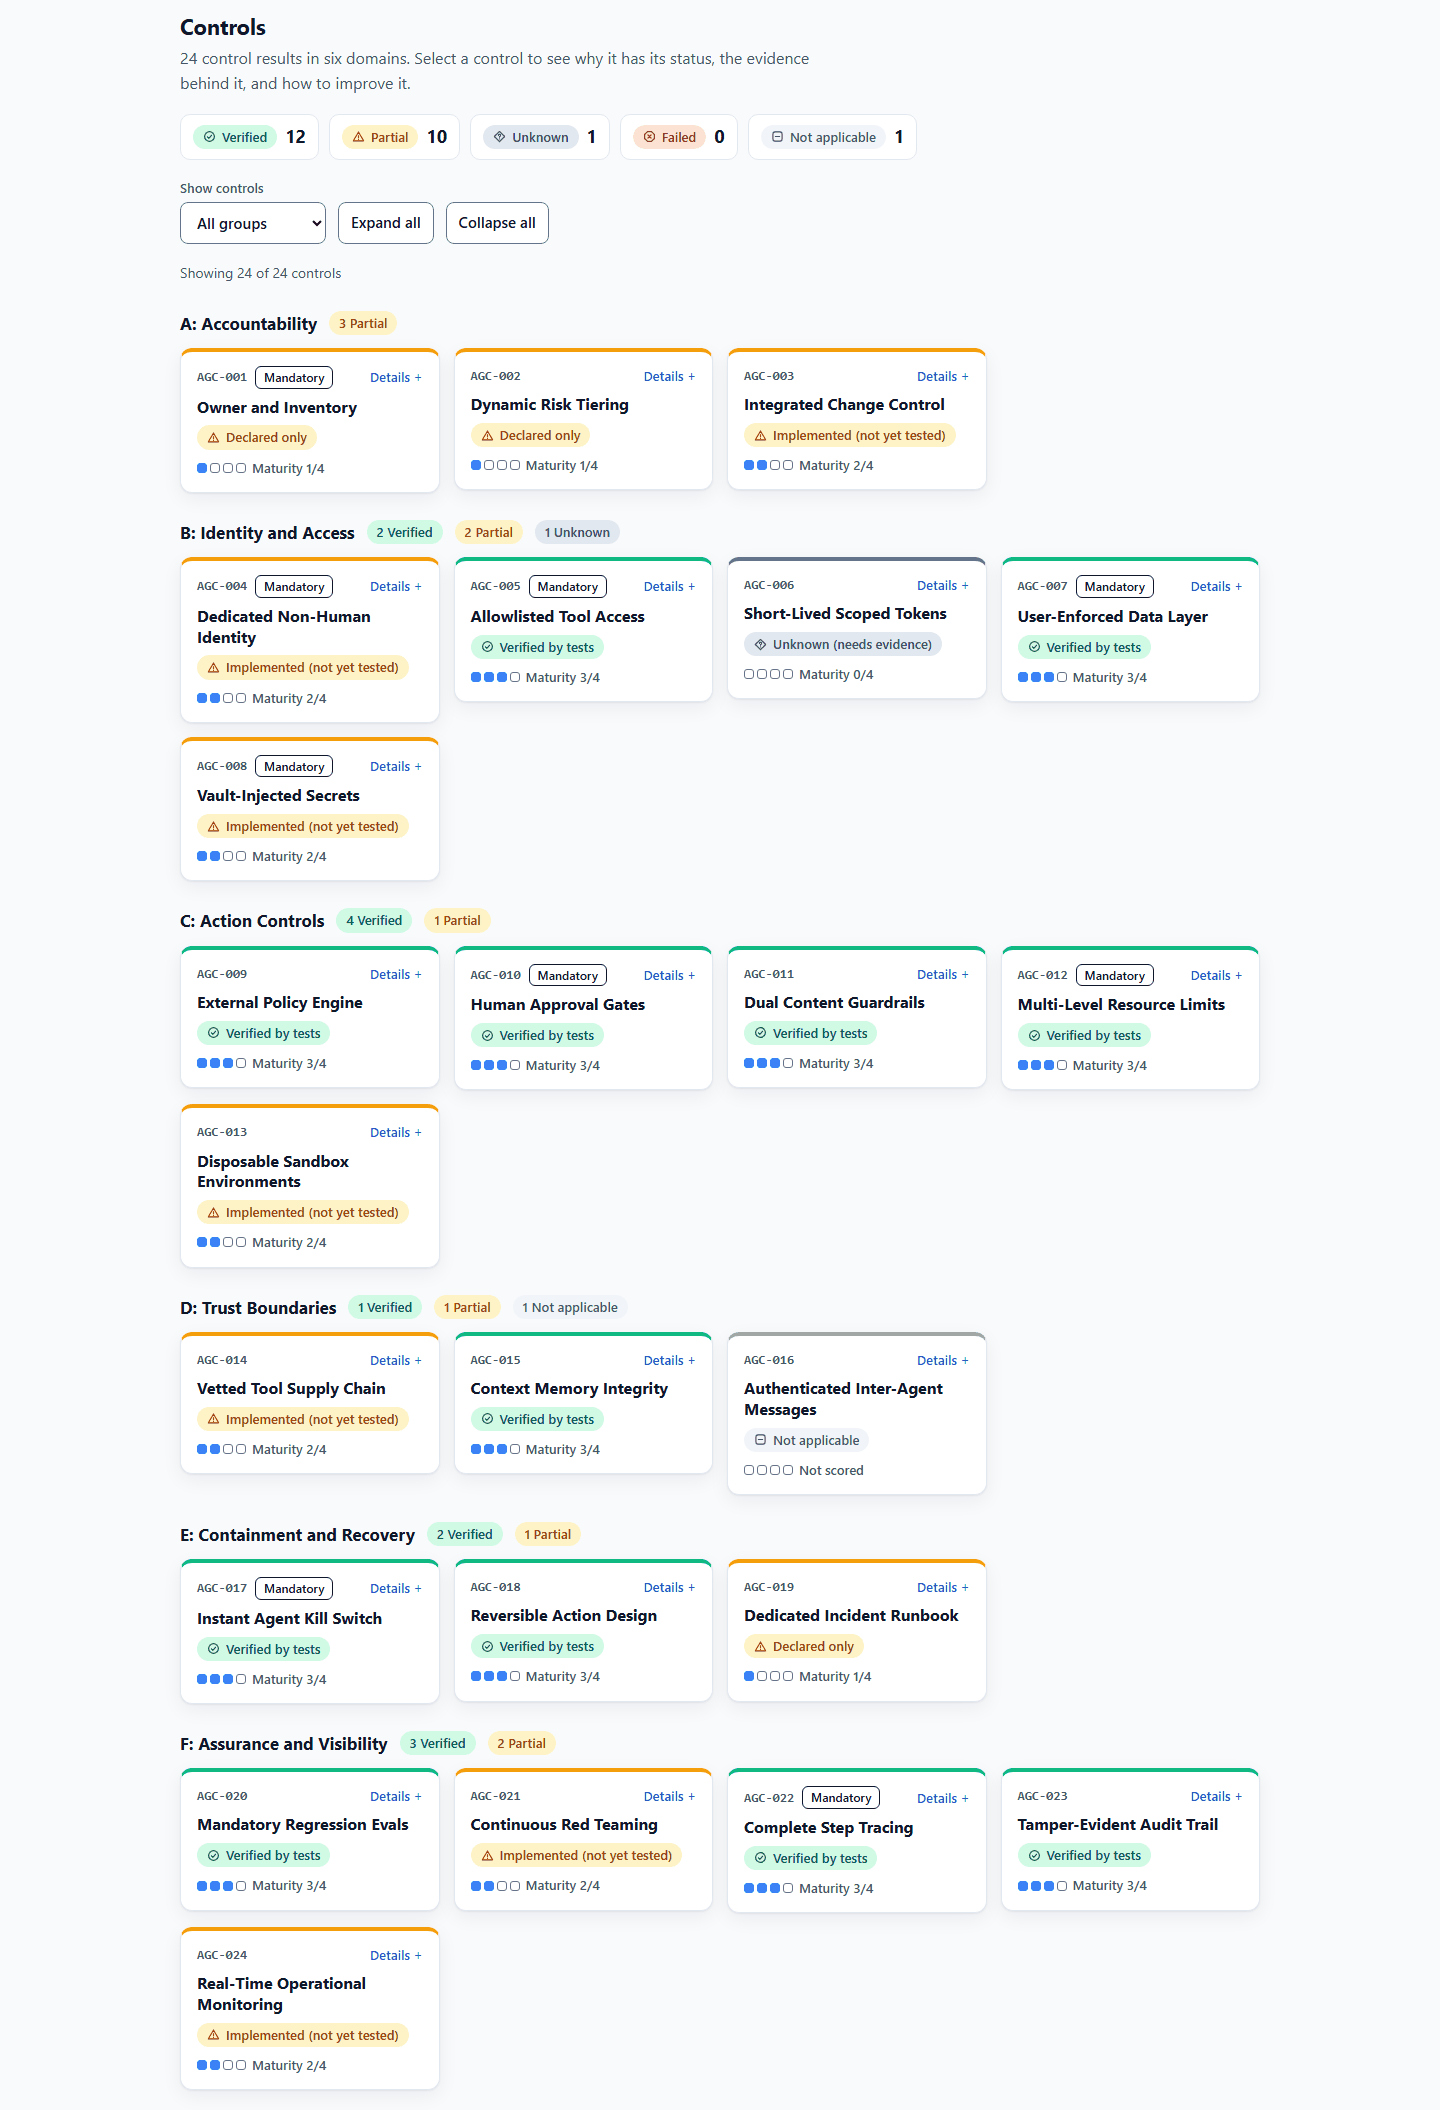 Controls
24 control results in six domains. Select a control to see why it has its status, the evidence
behind it, and how to improve it.
Verified 12 Partial 10 Unknown 1 Failed 0 Not applicable 1
Show controls
All groups Expand all Collapse all
Showing 24 of 24 controls
A: Accountability 3 Partial
AGC-001 Mandatory Details +
Owner and Inventory
Declared only
Maturity 1/4
AGC-002 Details +
Dynamic Risk Tiering
Declared only
Maturity 1/4
AGC-003 Details +
Integrated Change Control
Implemented (not yet tested)
Maturity 2/4
B: Identity and Access 2 Verified 2 Partial 1 Unknown
AGC-004 Mandatory Details +
Dedicated Non-Human
Identity
Implemented (not yet tested)
Maturity 2/4
AGC-005 Mandatory Details +
Allowlisted Tool Access
Verified by tests
Maturity 3/4
AGC-006 Details +
Short-Lived Scoped Tokens
Unknown (needs evidence)
Maturity 0/4
AGC-007 Mandatory Details +
User-Enforced Data Layer
Verified by tests
Maturity 3/4
AGC-008 Mandatory Details +
Vault-Injected Secrets
Implemented (not yet tested)
Maturity 2/4
C: Action Controls 4 Verified 1 Partial
AGC-009 Details +
External Policy Engine
Verified by tests
Maturity 3/4
AGC-010 Mandatory Details +
Human Approval Gates
Verified by tests
Maturity 3/4
AGC-011 Details +
Dual Content Guardrails
Verified by tests
Maturity 3/4
AGC-012 Mandatory Details +
Multi-Level Resource Limits
Verified by tests
Maturity 3/4
AGC-013 Details +
Disposable Sandbox
Environments
Implemented (not yet tested)
Maturity 2/4
D: Trust Boundaries 1 Verified 1 Partial 1 Not applicable
AGC-014 Details +
Vetted Tool Supply Chain
Implemented (not yet tested)
Maturity 2/4
AGC-015 Details +
Context Memory Integrity
Verified by tests
Maturity 3/4
AGC-016 Details +
Authenticated Inter-Agent
Messages
Not applicable
Not scored
E: Containment and Recovery 2 Verified 1 Partial
AGC-017 Mandatory Details +
Instant Agent Kill Switch
Verified by tests
Maturity 3/4
AGC-018 Details +
Reversible Action Design
Verified by tests
Maturity 3/4
AGC-019 Details +
Dedicated Incident Runbook
Declared only
Maturity 1/4
F: Assurance and Visibility 3 Verified 2 Partial
AGC-020 Details +
Mandatory Regression Evals
Verified by tests
Maturity 3/4
AGC-021 Details +
Continuous Red Teaming
Implemented (not yet tested)
Maturity 2/4
AGC-022 Mandatory Details +
Complete Step Tracing
Verified by tests
Maturity 3/4
AGC-023 Details +
Tamper-Evident Audit Trail
Verified by tests
Maturity 3/4
AGC-024 Details +
Real-Time Operational
Monitoring
Implemented (not yet tested)
Maturity 2/4